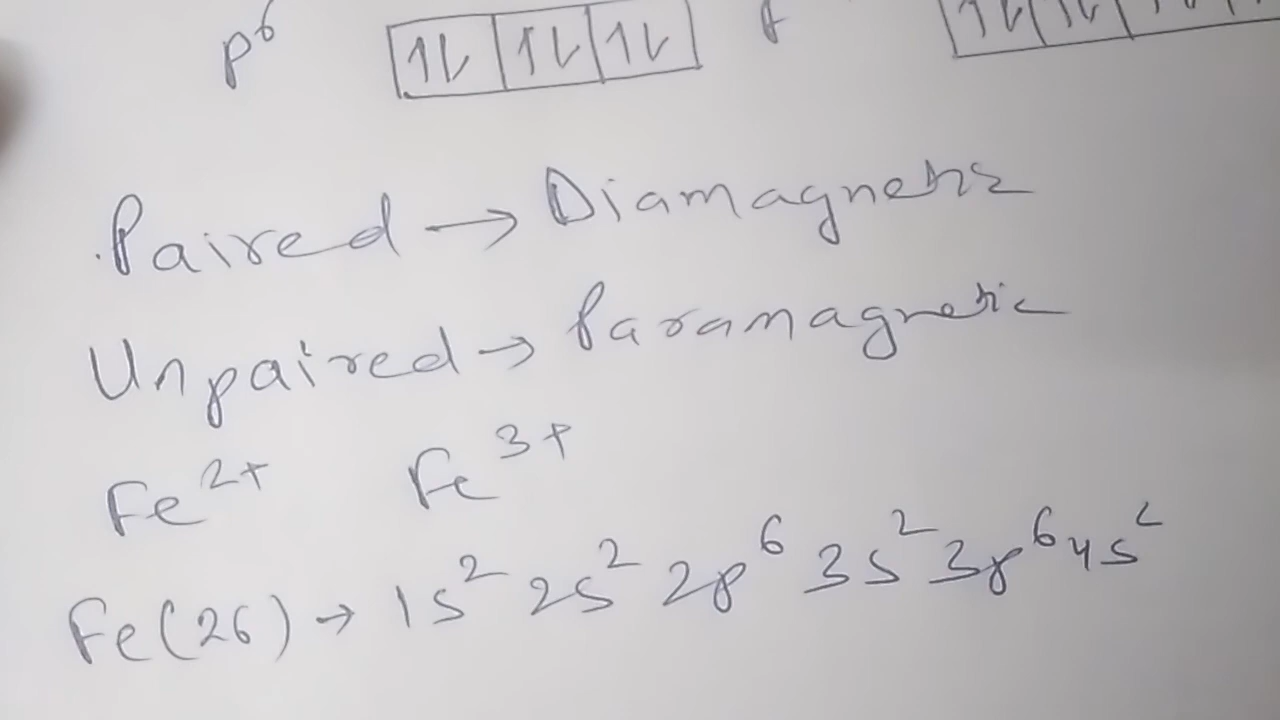 p⁶ 1L 1L 1L
Paired → Diamagnetic
Unpaired → Paramagnetic
Fe²⁺ Fe³⁺
Fe(26) → 1s² 2s² 2p⁶ 3s² 3p⁶ 4s²